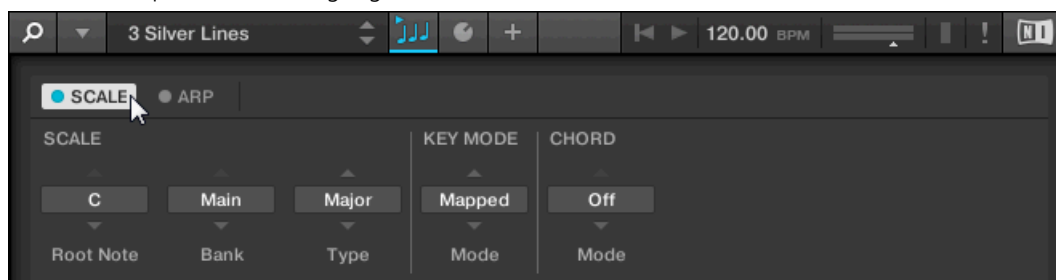 3 Silver Lines + 120.00 BPM ! NI
SCALE ARP
SCALE KEY MODE CHORD
C Main Major Mapped Off
Root Note Bank Type Mode Mode